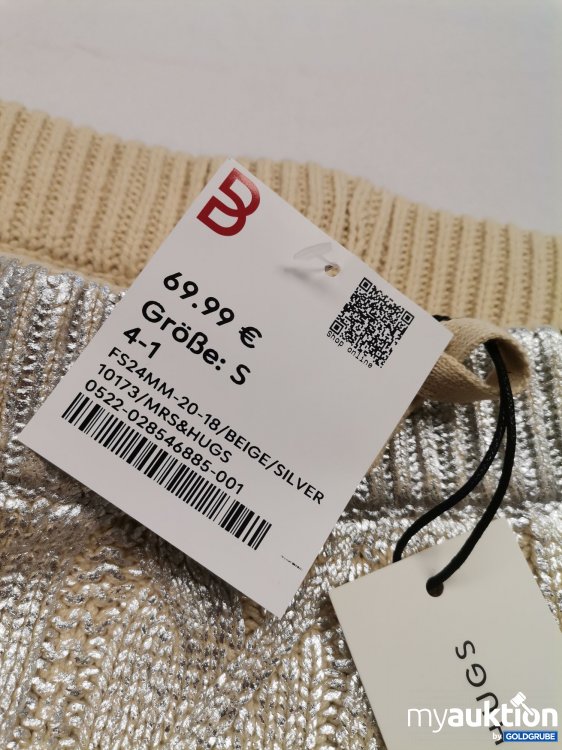 69.99 €
Größe: S
4-1
FS24MM-20-18/BEIGE/SILVER
10173/MRS&HUGS
0522-028546885-001
Shop online
UGS
myauktion
by GOLDGRUBE